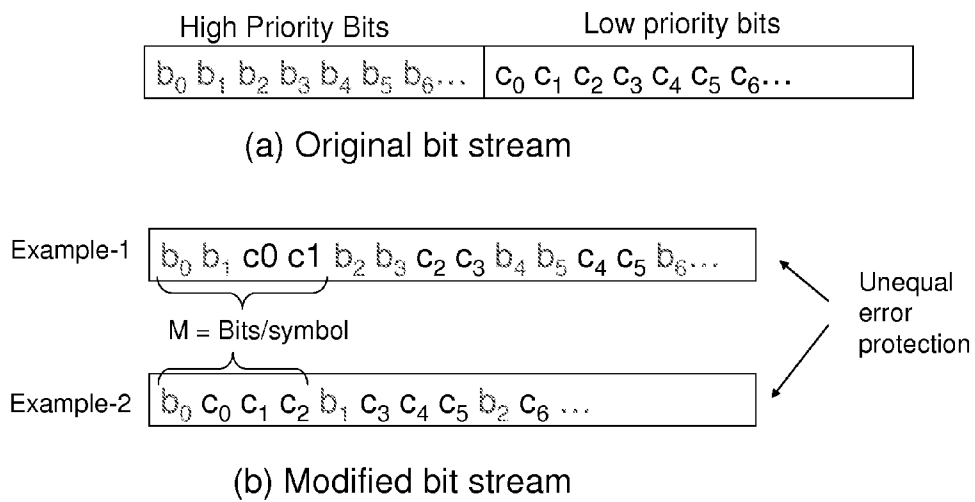 High Priority Bits
Low priority bits
b₀ b₁ b₂ b₃ b₄ b₅ b₆... c₀ c₁ c₂ c₃ c₄ c₅ c₆...
(a) Original bit stream
Example-1
b₀ b₁ c0 c1 b₂ b₃ c₂ c₃ b₄ b₅ c₄ c₅ b₆...
Unequal
error
protection
M = Bits/symbol
Example-2
b₀ c₀ c₁ c₂ b₁ c₃ c₄ c₅ b₂ c₆ ...
(b) Modified bit stream